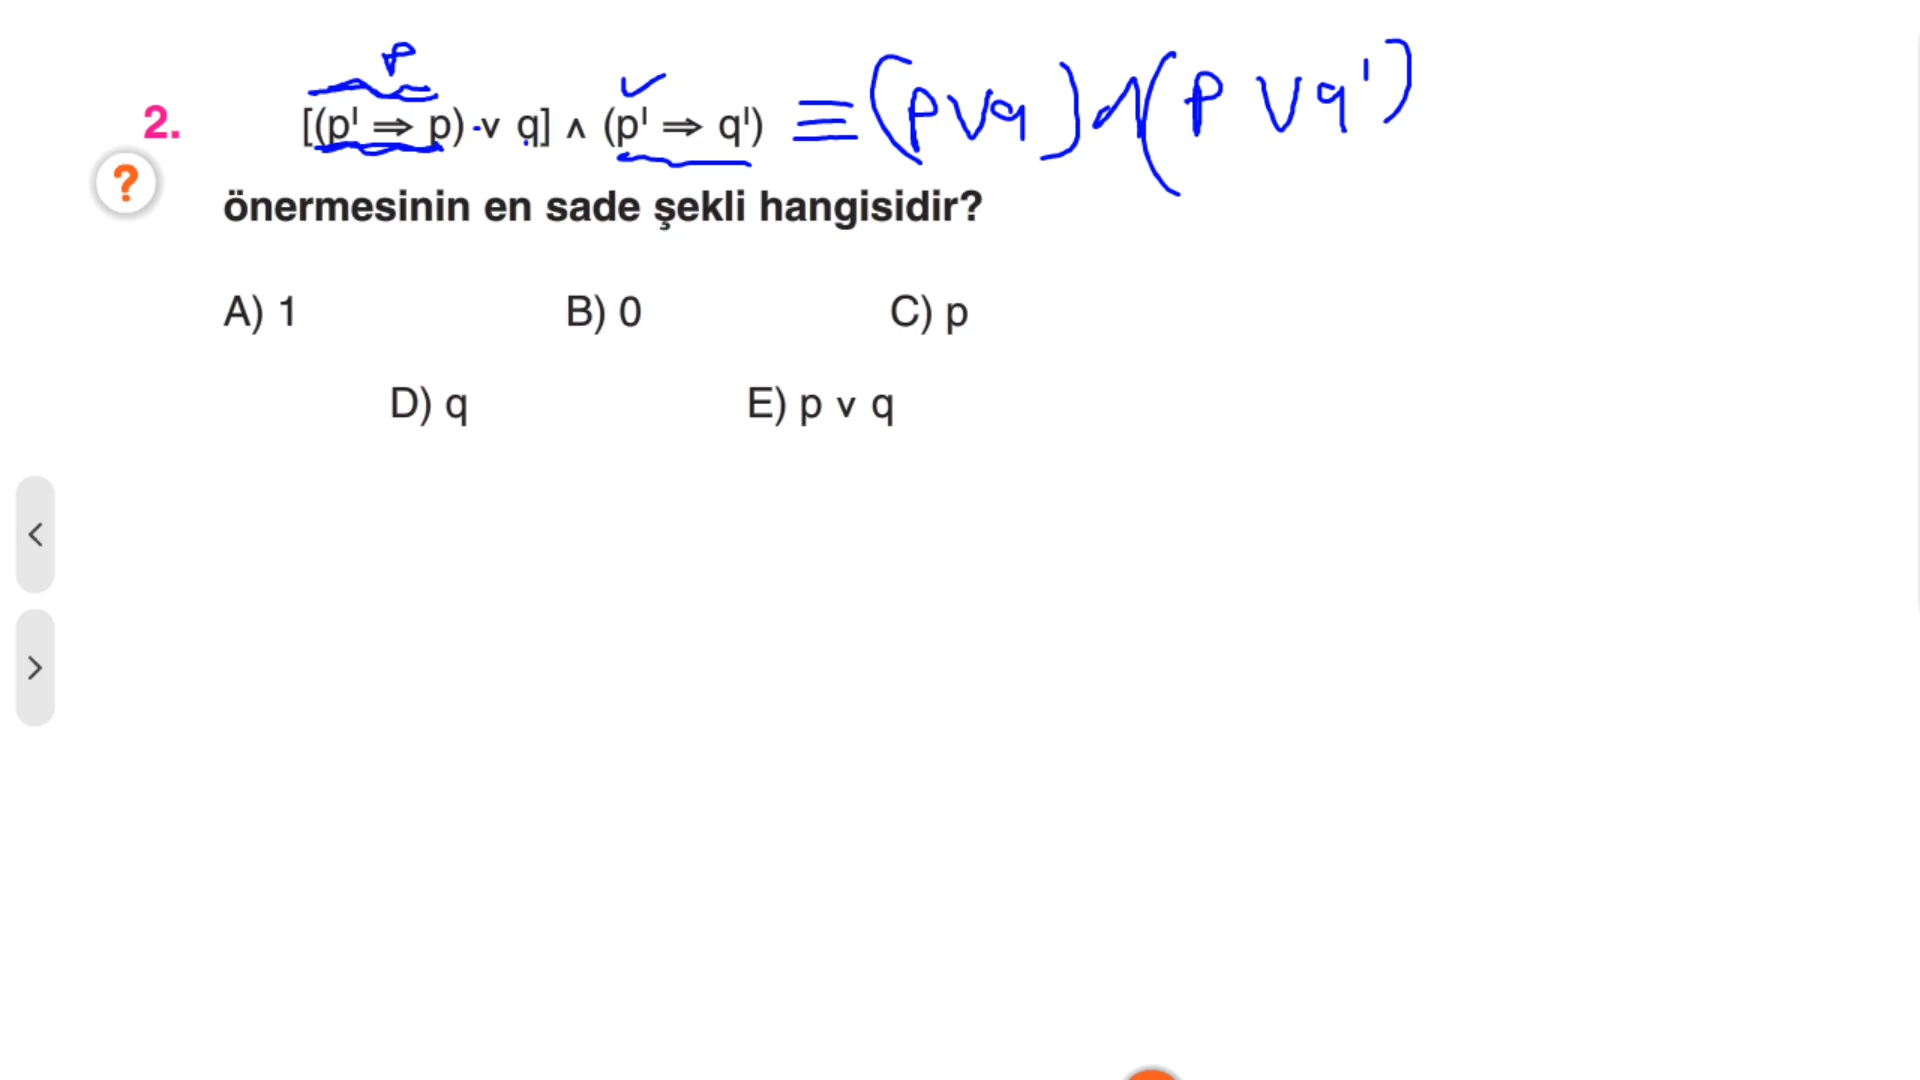 p
2. [(p' ⇒ p) v q] ∧ (p' ⇒ q') ≡ (p v q) ∧ (p v q')
?
önermesinin en sade şekli hangisidir?
A) 1 B) 0 C) p
D) q E) p v q